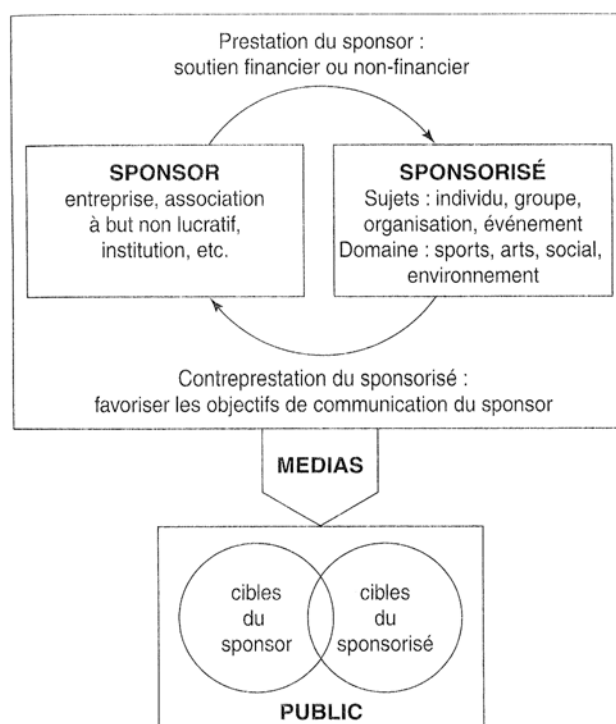 Prestation du sponsor :
soutien financier ou non-financier
SPONSOR
entreprise, association
à but non lucratif,
institution, etc.
SPONSORISÉ
Sujets : individu, groupe,
organisation, événement
Domaine : sports, arts, social,
environnement
Contreprestation du sponsorisé :
favoriser les objectifs de communication du sponsor
MEDIAS
cibles
du
sponsor
cibles
du
sponsorisé
PUBLIC